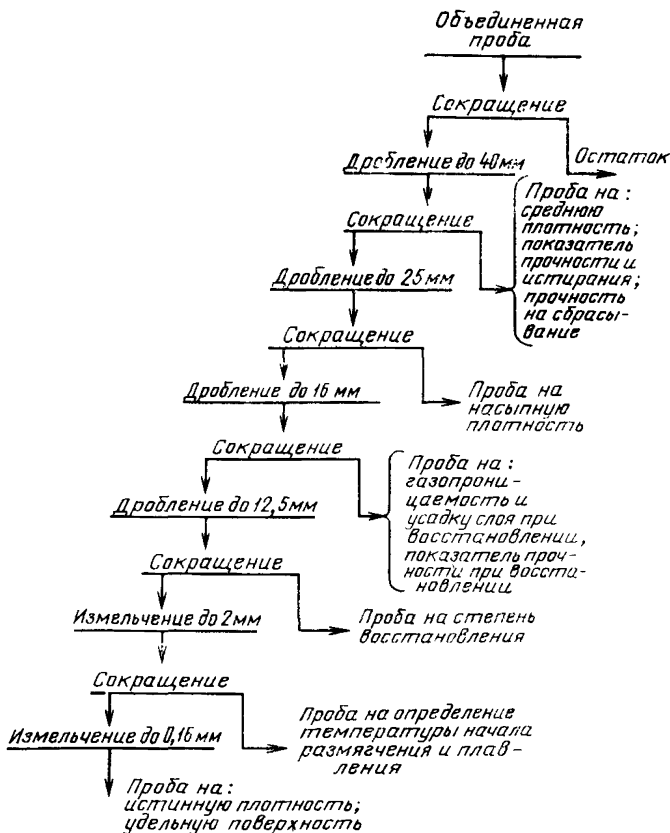 Объединенная
проба
Сокращение
Остаток
Дробление до 40мм
Проба на:
среднюю
плотность;
показатель
прочности и
истирания;
прочность
на сбрасы-
вание
Сокращение
Дробление до 25 мм
Сокращение
Проба на
насыпную
плотность
Дробление до 16 мм
Сокращение
Проба на:
газопрони-
цаемость и
усадку слоя при
восстановлении,
показатель проч-
ности при восста-
новлении
Дробление до 12,5мм
Сокращение
Проба на степень
восстановления
Измельчение до 2мм
Сокращение
Проба на определение
температуры начала
размягчения и плав-
ления
Измельчение до 0,16 мм
Проба на:
истинную плотность;
удельную поверхность